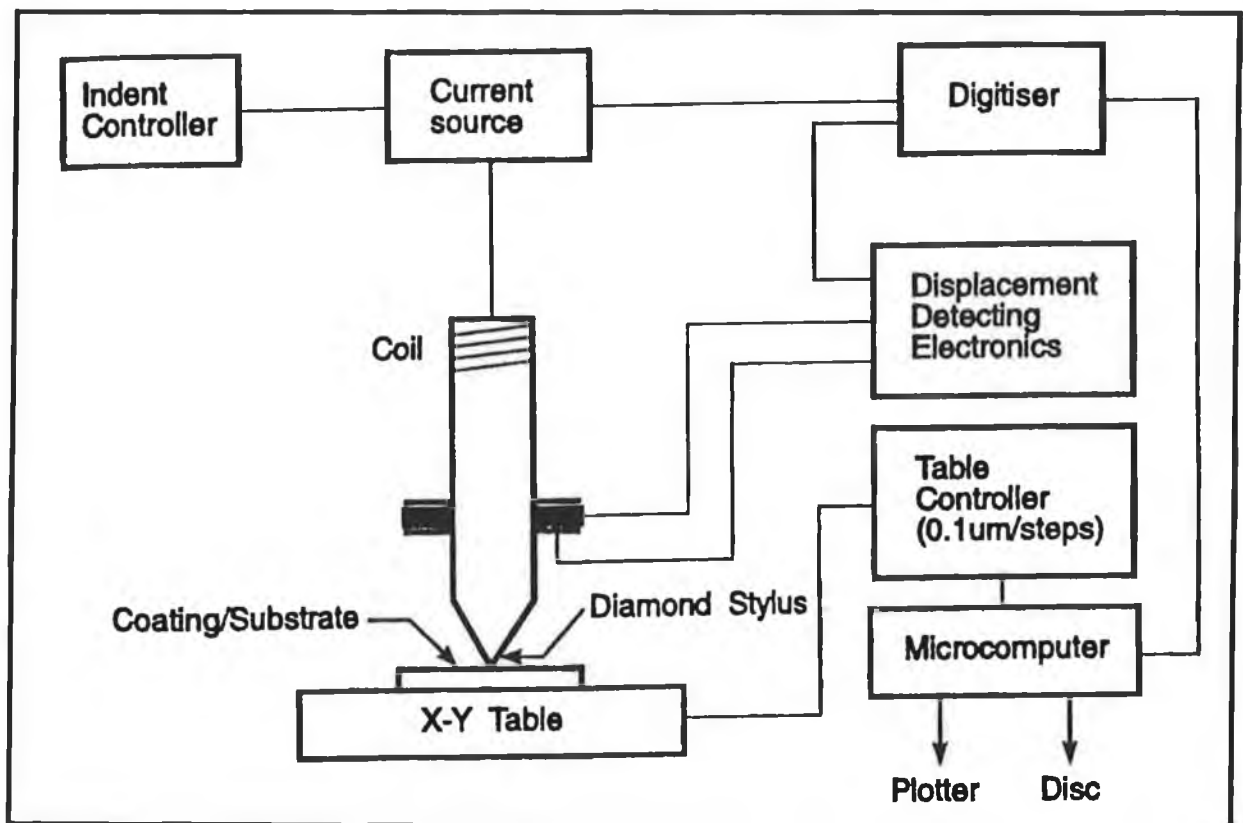 Indent
Controller
Current
source
Digitiser
Displacement
Detecting
Electronics
Coil
Table
Controller
(0.1um/steps)
Coating/Substrate
Diamond Stylus
Microcomputer
X-Y Table
Plotter
Disc